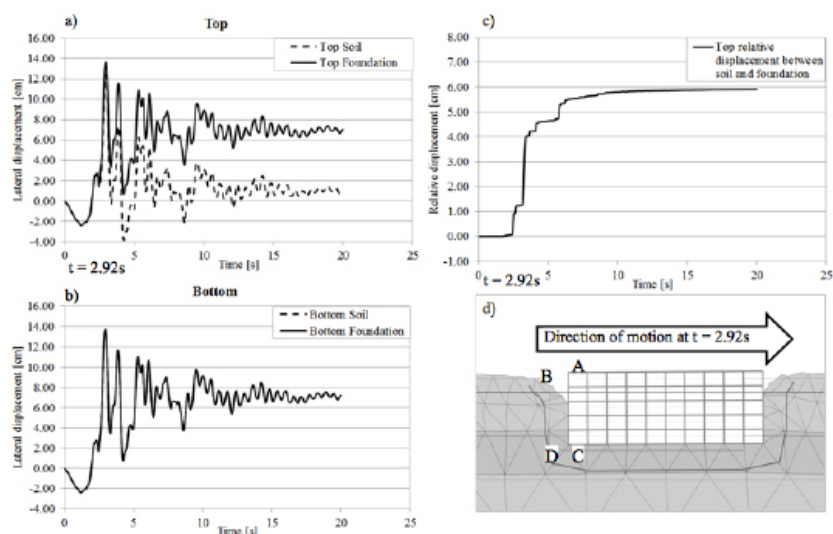 a)
Top
Top Soil
Top Foundation
16.00
14.00
12.00
10.00
8.00
6.00
4.00
2.00
0.00
-2.00
-4.00
Lateral displacement [cm]
0 5 10 15 20 25
t = 2.92s
Time [s]
b)
Bottom
Bottom Soil
Bottom Foundation
16.00
14.00
12.00
10.00
8.00
6.00
4.00
2.00
0.00
-2.00
-4.00
Lateral displacement [cm]
0 5 10 15 20 25
Time [s]
c)
Top relative
displacement between
soil and foundation
8.00
7.00
6.00
5.00
4.00
3.00
2.00
1.00
0.00
-1.00
Relative displacement [cm]
0 5 10 15 20 25
t = 2.92s
Time [s]
d)
Direction of motion at t = 2.92s
A
B
D C